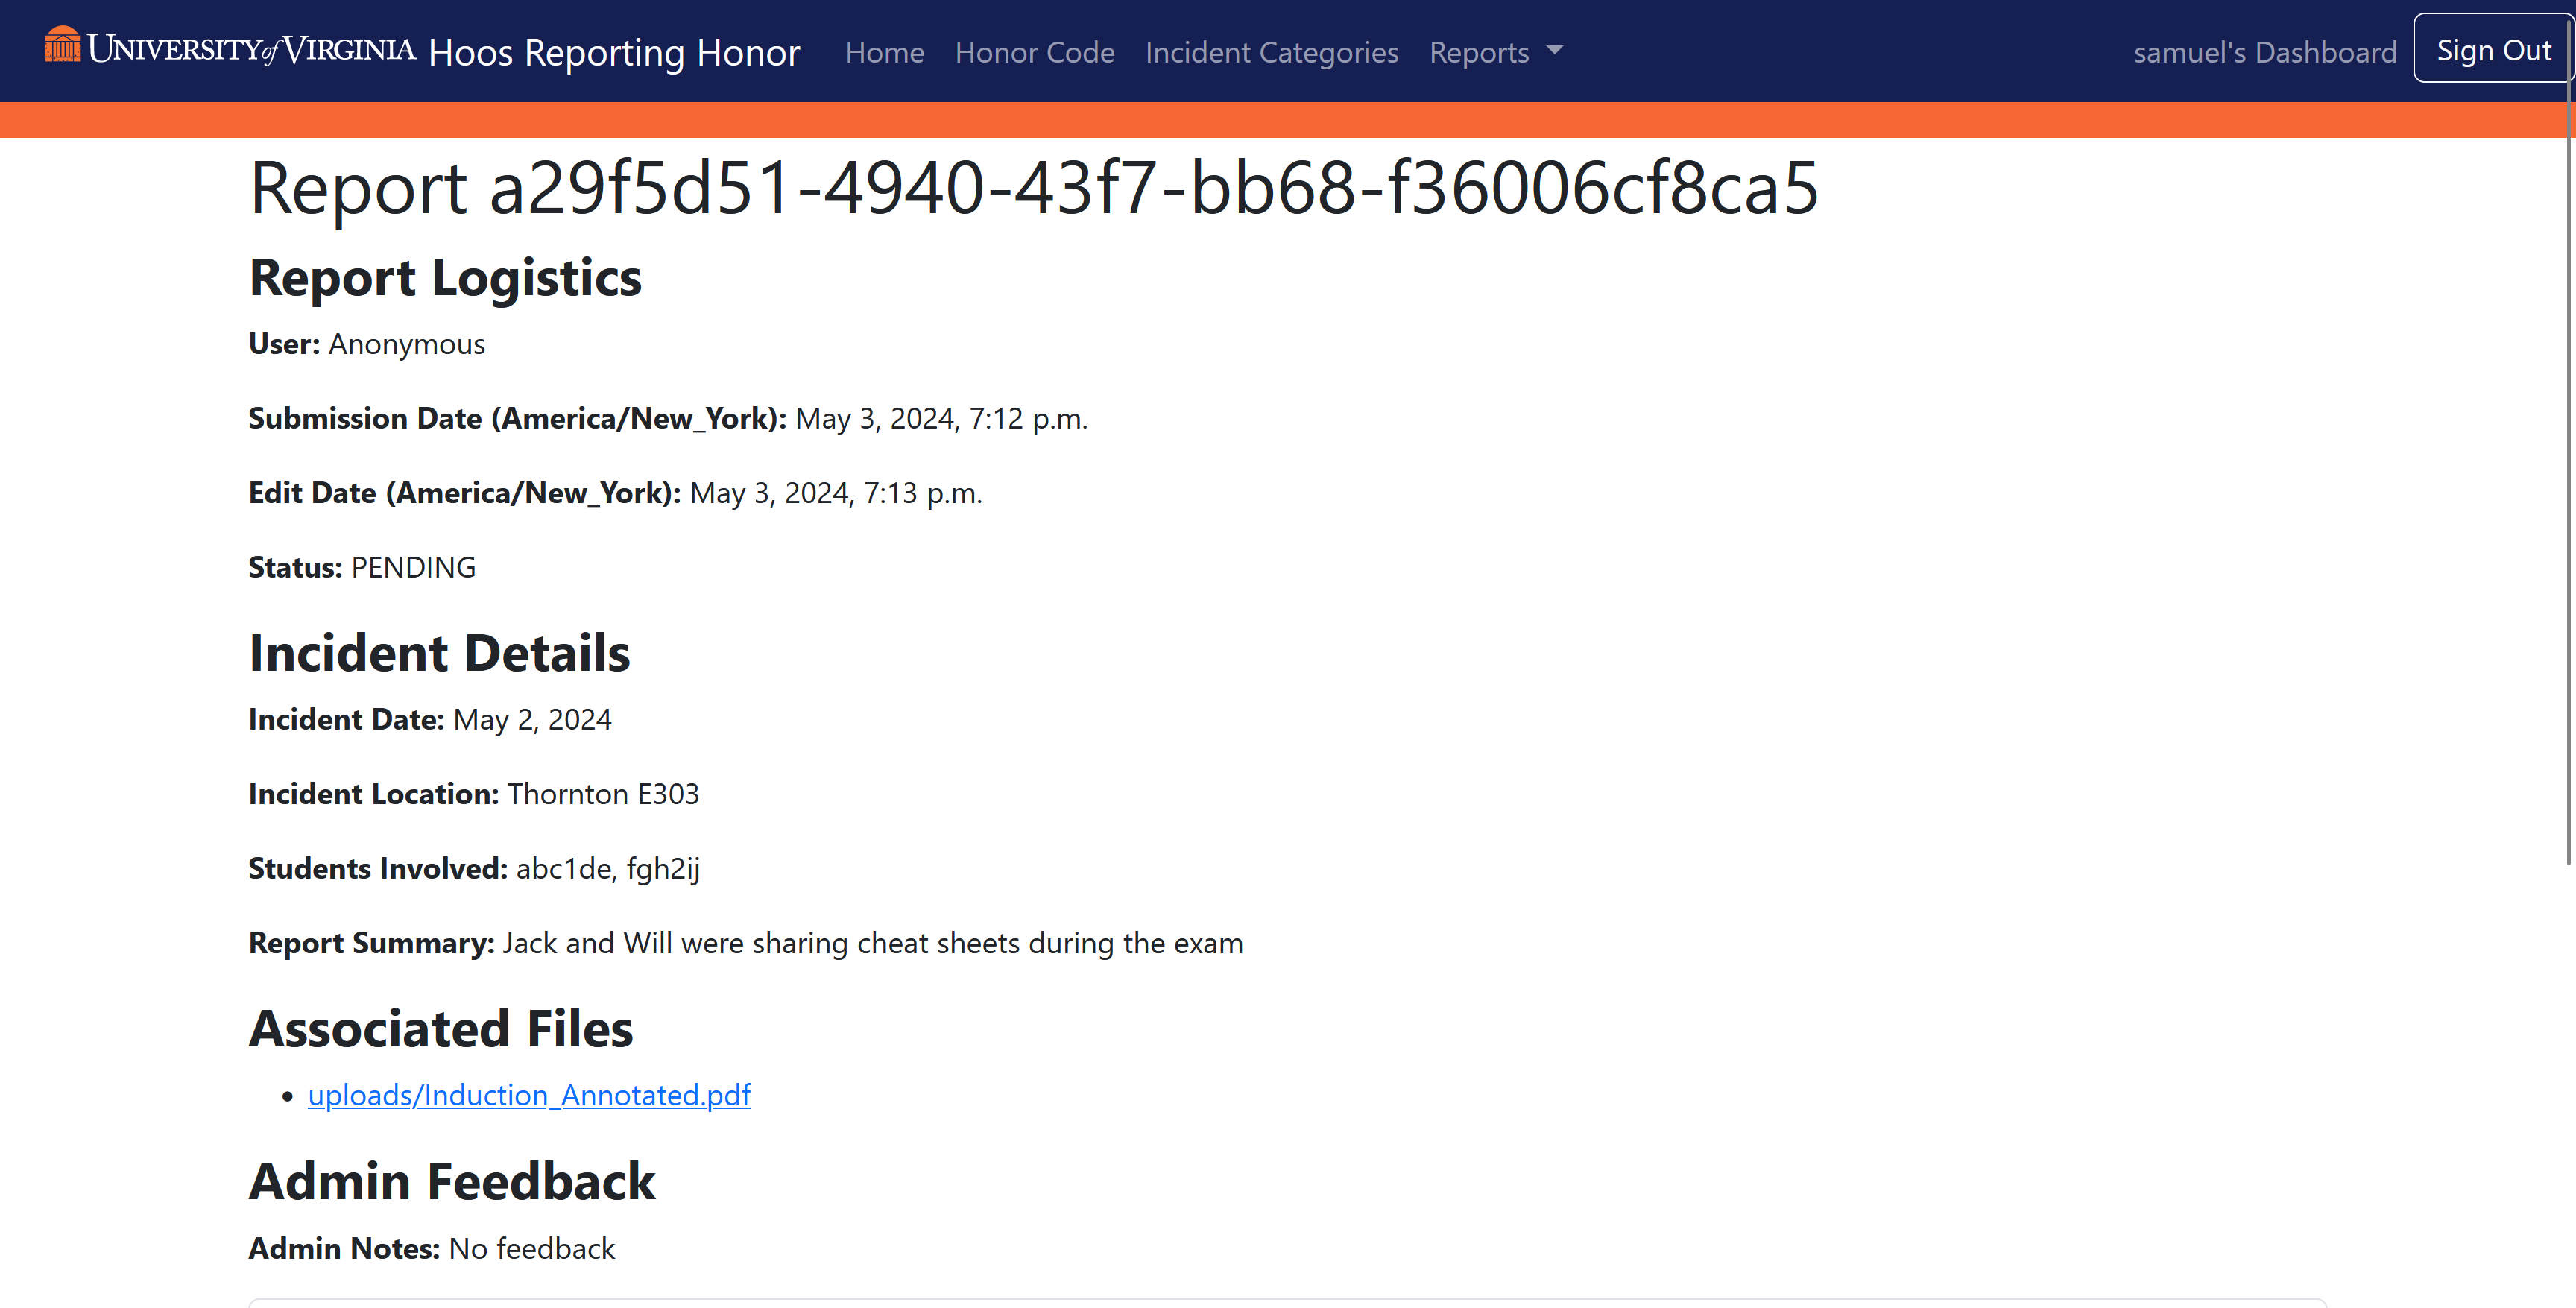 UNIVERSITY of VIRGINIA Hoos Reporting Honor Home Honor Code Incident Categories Reports samuel's Dashboard Sign Out
Report a29f5d51-4940-43f7-bb68-f36006cf8ca5
Report Logistics
User: Anonymous
Submission Date (America/New_York): May 3, 2024, 7:12 p.m.
Edit Date (America/New_York): May 3, 2024, 7:13 p.m.
Status: PENDING
Incident Details
Incident Date: May 2, 2024
Incident Location: Thornton E303
Students Involved: abc1de, fgh2ij
Report Summary: Jack and Will were sharing cheat sheets during the exam
Associated Files
• uploads/Induction_Annotated.pdf
Admin Feedback
Admin Notes: No feedback